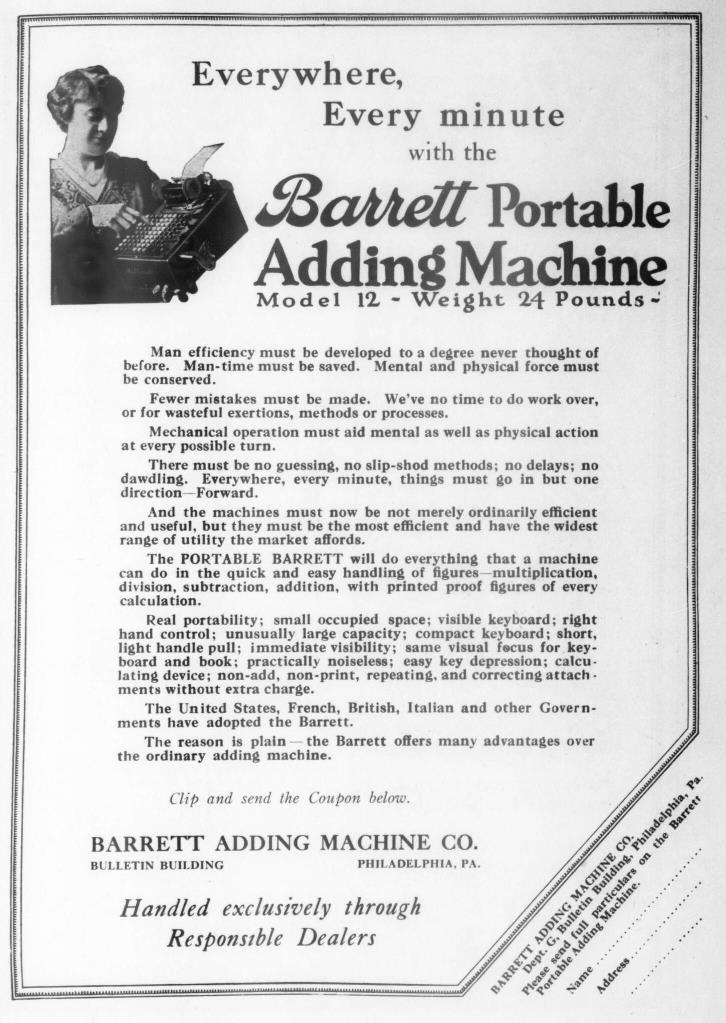 Everywhere,
Every minute
with the
Barrett Portable
Adding Machine
Model 12 - Weight 24 Pounds ~
Man efficiency must be developed to a degree never thought of
before. Man-time must be saved. Mental and physical force must
be conserved.
Fewer mistakes must be made. We've no time to do work over,
or for wasteful exertions, methods or processes.
Mechanical operation must aid mental as well as physical action
at every possible turn.
There must be no guessing, no slip-shod methods; no delays; no
dawdling. Everywhere, every minute, things must go in but one
direction—Forward.
And the machines must now be not merely ordinarily efficient
and useful, but they must be the most efficient and have the widest
range of utility the market affords.
The PORTABLE BARRETT will do everything that a machine
can do in the quick and easy handling of figures—multiplication,
division, subtraction, addition, with printed proof figures of every
calculation.
Real portability; small occupied space; visible keyboard; right
hand control; unusually large capacity; compact keyboard; short,
light handle pull; immediate visibility; same visual focus for key-
board and book; practically noiseless; easy key depression; calcu-
lating device; non-add, non-print, repeating, and correcting attach-
ments without extra charge.
The United States, French, British, Italian and other Govern-
ments have adopted the Barrett.
The reason is plain — the Barrett offers many advantages over
the ordinary adding machine.
Clip and send the Coupon below.
BARRETT ADDING MACHINE CO.
BULLETIN BUILDING PHILADELPHIA, PA.
Handled exclusively through
Responsible Dealers
BARRETT ADDING MACHINE CO.
Dept. G, Bulletin Building, Philadelphia, Pa.
Please send full particulars on the Barrett
Portable Adding Machine.
Name
Address